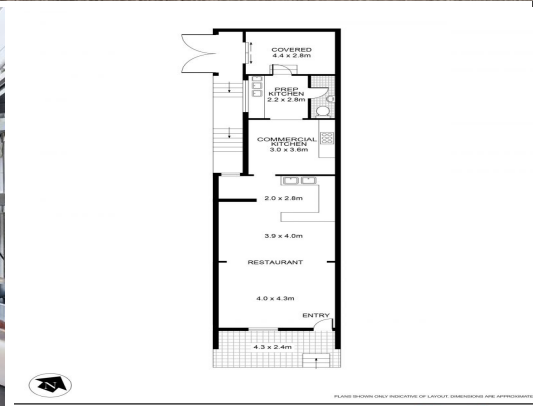 COVERED
4.4 x 2.8m
PREP
KITCHEN
2.2 x 2.8m
COMMERCIAL
KITCHEN
3.0 x 3.6m
2.0 x 2.8m
3.9 x 4.0m
RESTAURANT
4.0 x 4.3m
ENTRY
4.3 x 2.4m
N
PLANS SHOWN ONLY INDICATIVE OF LAYOUT. DIMENSIONS ARE APPROXIMATE